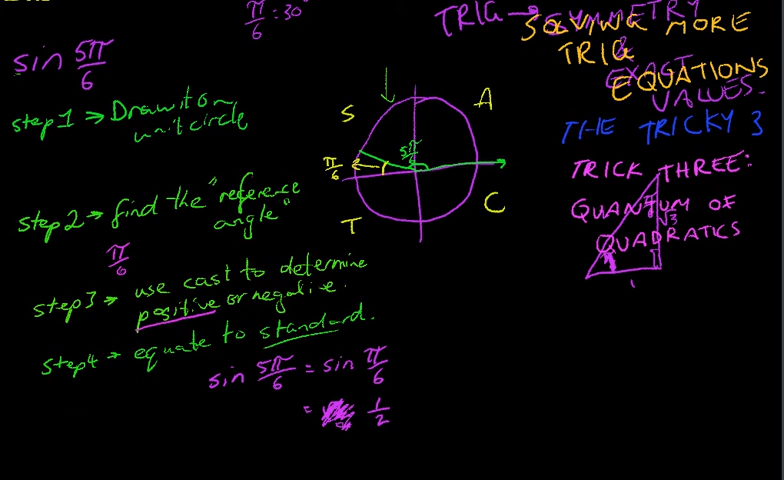 π/6 : 30°
sin 5π/6
step 1 → Draw it on
unit circle
step 2 → find the "reference
angle"
π/6
step 3 → use cast to determine
positive or negative.
step 4 → equate to standard.
sin 5π/6 = sin π/6
= 1/2
S
A
T
C
5π/6
π/6
TRIG → SYMMETRY
&
EXACT
VALUES.
SOLVING MORE
TRIG
EQUATIONS
THE TRICKY 3
TRICK THREE:
QUANTUM OF
QUADRATICS
√3
1